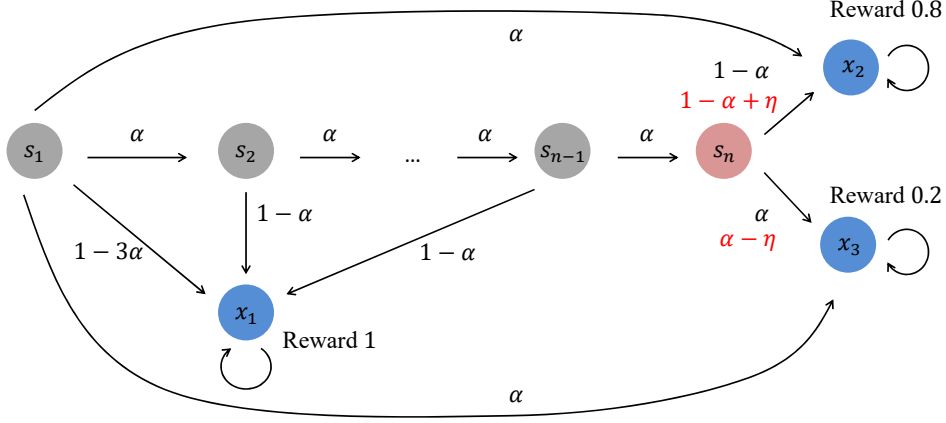 Reward 0.8
α
x₂
1 − α
1 − α + η
s₁
α
s₂
α
...
α
sₙ₋₁
α
sₙ
Reward 0.2
α
α − η
x₃
1 − α
1 − 3α
1 − α
x₁
Reward 1
α